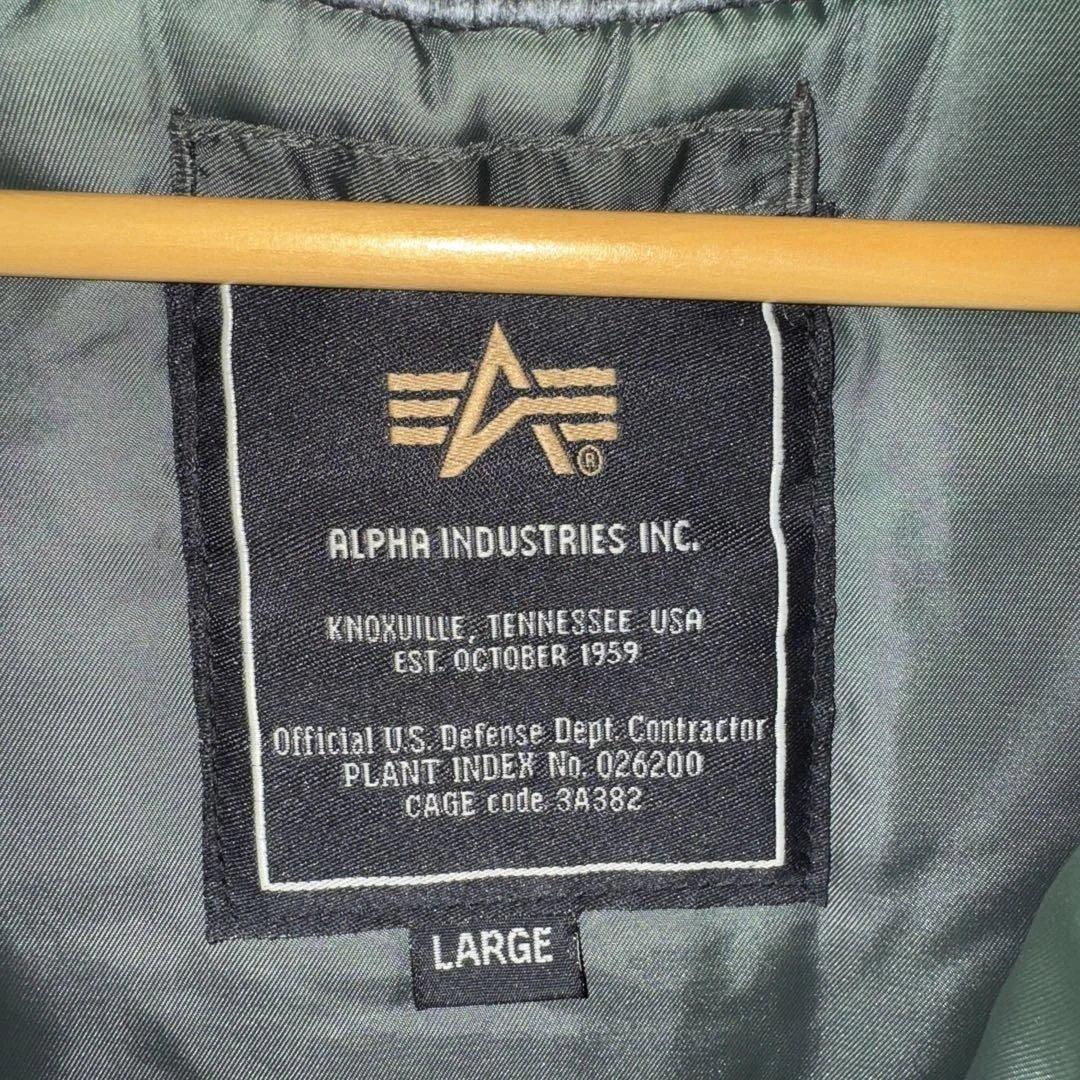 ALPHA INDUSTRIES INC.
KNOXVILLE, TENNESSEE USA
EST. OCTOBER 1959
Official U.S. Defense Dept. Contractor
PLANT INDEX No. 026200
CAGE code 3A382
LARGE